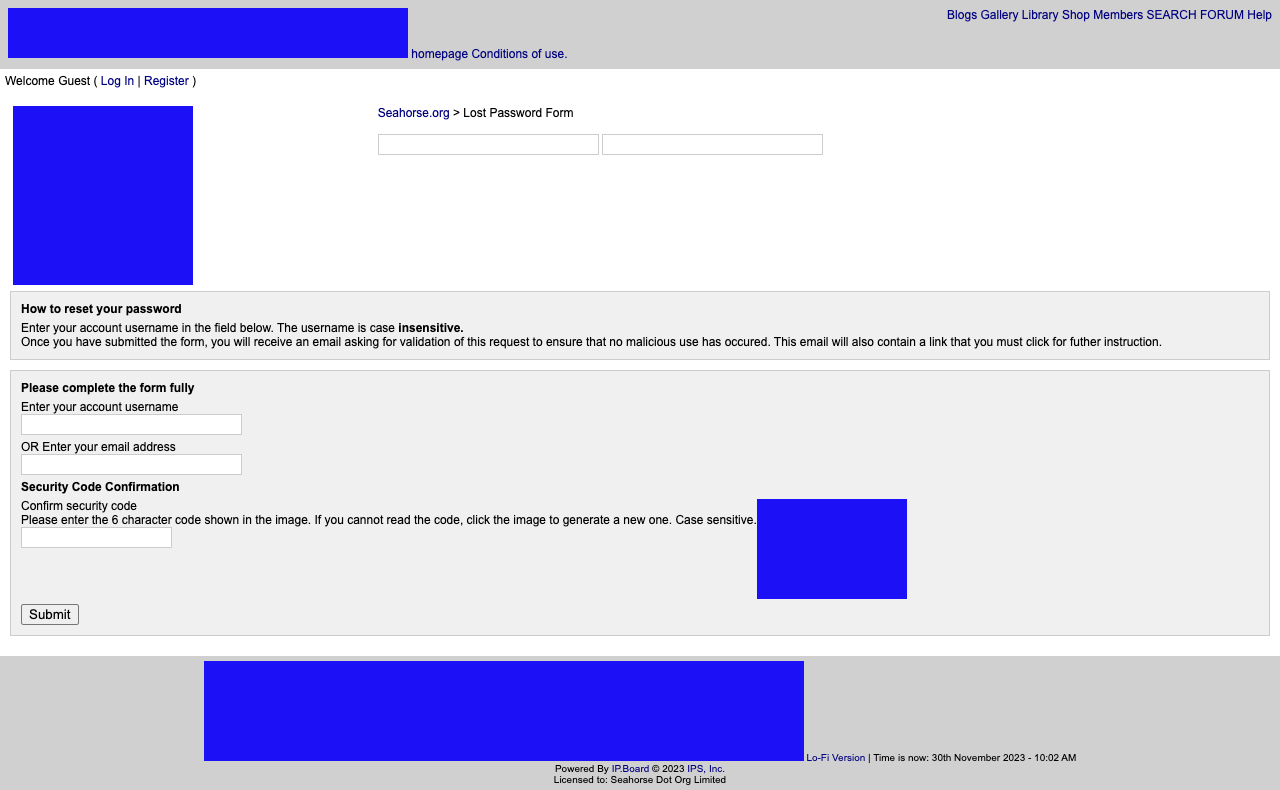 Blogs Gallery Library Shop Members SEARCH FORUM Help
homepage Conditions of use.
Welcome Guest ( Log In | Register )
Seahorse.org > Lost Password Form
How to reset your password
Enter your account username in the field below. The username is case insensitive.
Once you have submitted the form, you will receive an email asking for validation of this request to ensure that no malicious use has occured. This email will also contain a link that you must click for futher instruction.
Please complete the form fully
Enter your account username
OR Enter your email address
Security Code Confirmation
Confirm security code
Please enter the 6 character code shown in the image. If you cannot read the code, click the image to generate a new one. Case sensitive.
Submit
Lo-Fi Version | Time is now: 30th November 2023 - 10:02 AM
Powered By IP.Board © 2023 IPS, Inc.
Licensed to: Seahorse Dot Org Limited